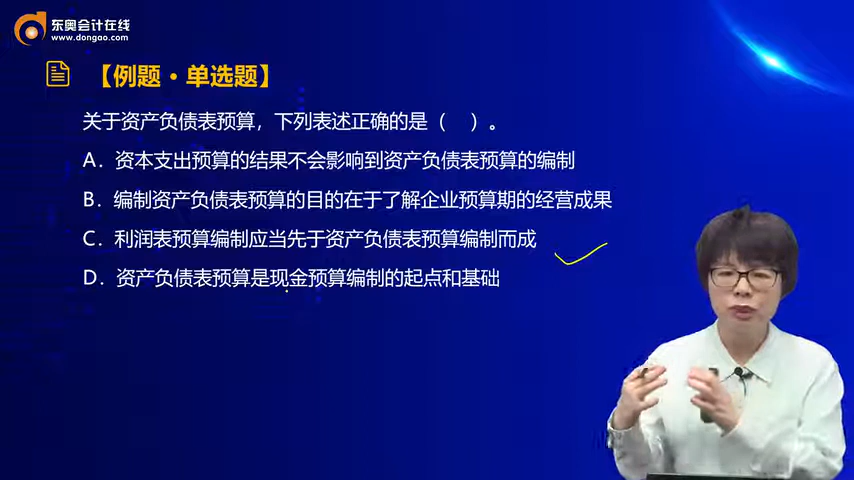 东奥会计在线
www.dongao.com
【例题·单选题】
关于资产负债表预算，下列表述正确的是（ ）。
A. 资本支出预算的结果不会影响到资产负债表预算的编制
B. 编制资产负债表预算的目的在于了解企业预算期的经营成果
C. 利润表预算编制应当先于资产负债表预算编制而成
D. 资产负债表预算是现金预算编制的起点和基础